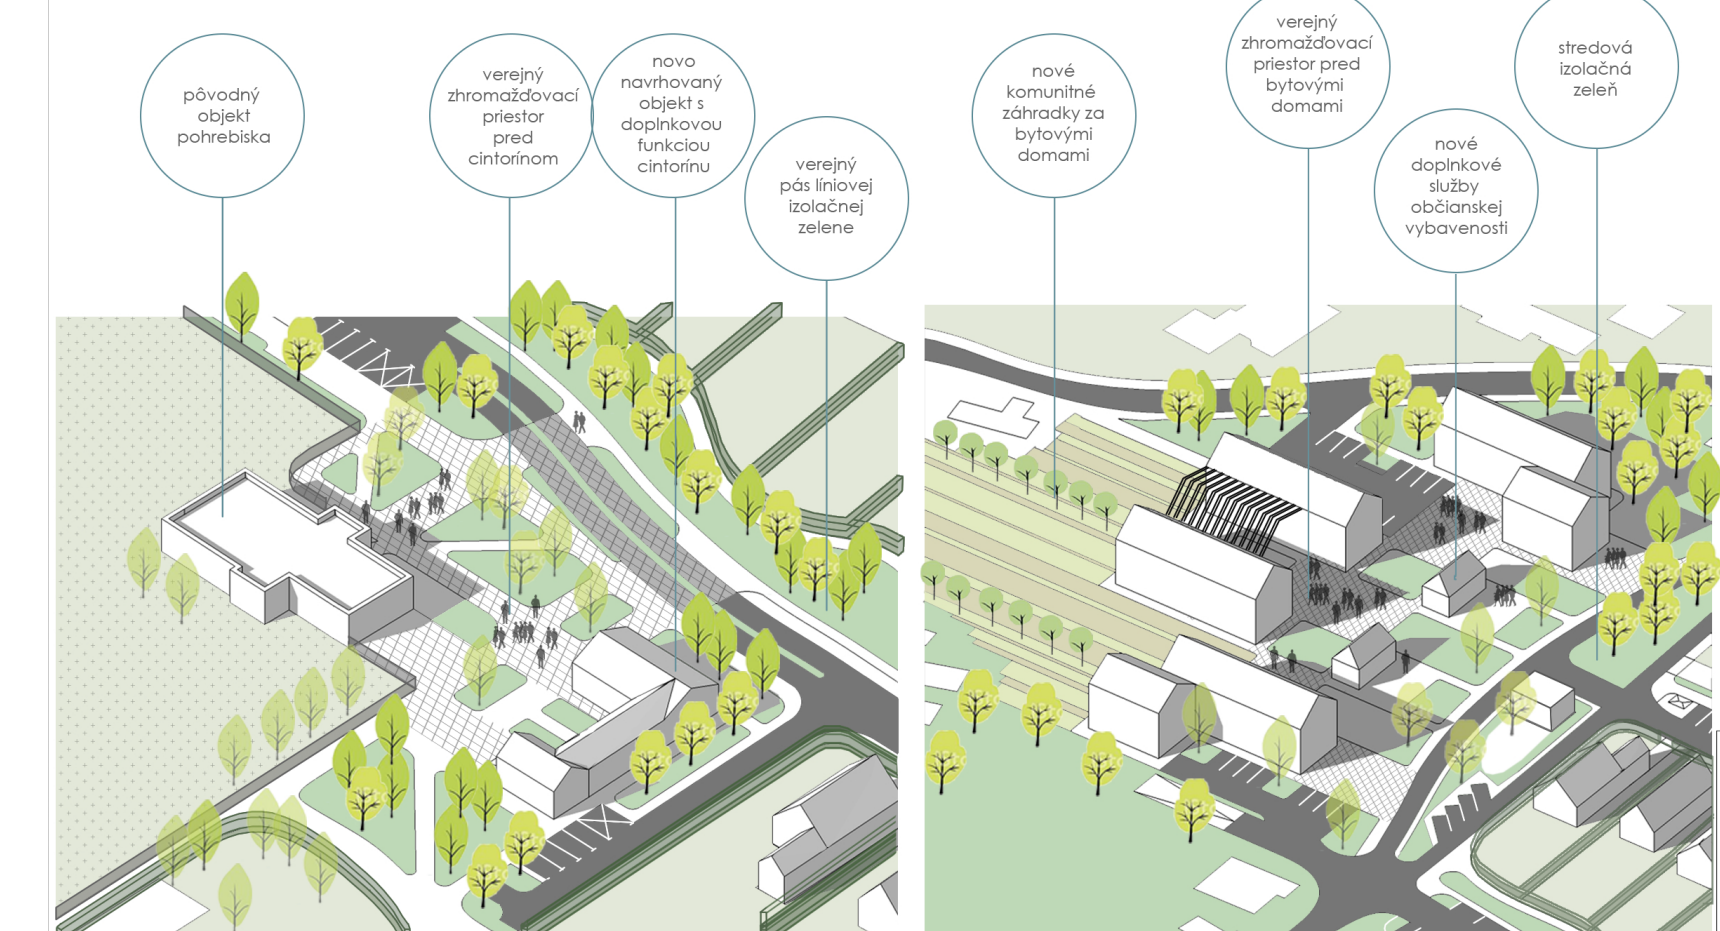 pôvodný
objekt
pohrebiska
verejný
zhromažďovací
priestor
pred
cintorínom
novo
navrhovaný
objekt s
doplnkovou
funkciou
cintorínu
verejný
pás líniovej
izolačnej
zelene
nové
komunitné
záhradky za
bytovými
domami
verejný
zhromažďovací
priestor pred
bytovými
domami
nové
doplnkové
služby
občianskej
vybavenosti
stredová
izolačná
zeleň